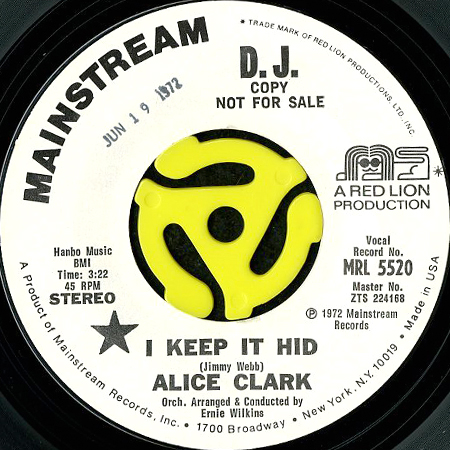 MAINSTREAM
* TRADE MARK OF RED LION PRODUCTIONS, LTD., INC.
D.J.
COPY
NOT FOR SALE
JUN 19 1972
A RED LION
PRODUCTION
Hanbo Music
BMI
Time: 3:22
45 RPM
STEREO
Vocal
Record No.
MRL 5520
Master No.
ZTS 224168
℗ 1972 Mainstream
Records
I KEEP IT HID
(Jimmy Webb)
ALICE CLARK
Orch. Arranged & Conducted by
Ernie Wilkins
A Product of Mainstream Records, Inc. • 1700 Broadway • New York, N.Y. 10019 • Made in USA